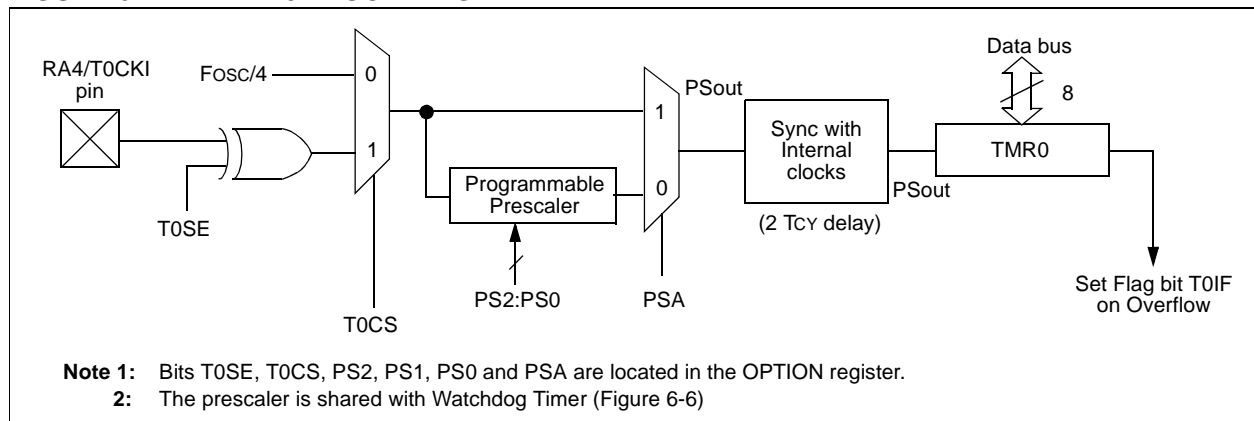 RA4/T0CKI
pin
FOSC/4
0
1
T0SE
T0CS
Programmable
Prescaler
PS2:PS0
1
0
PSA
PSout
Sync with
Internal
clocks
(2 TCY delay)
PSout
Data bus
8
TMR0
Set Flag bit T0IF
on Overflow
Note 1: Bits T0SE, T0CS, PS2, PS1, PS0 and PSA are located in the OPTION register.
2: The prescaler is shared with Watchdog Timer (Figure 6-6)